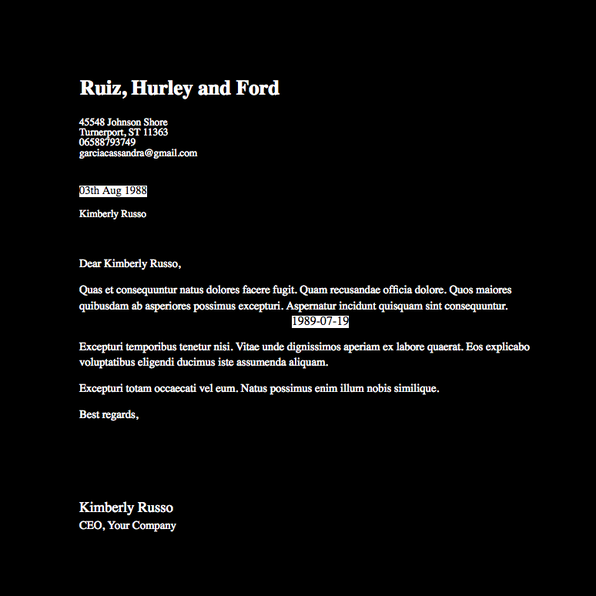 Ruiz, Hurley and Ford
45548 Johnson Shore
Turnerport, ST 11363
06588793749
garciacassandra@gmail.com
03th Aug 1988
Kimberly Russo
Dear Kimberly Russo,
Quas et consequuntur natus dolores facere fugit. Quam recusandae officia dolore. Quos maiores
quibusdam ab asperiores possimus excepturi. Aspernatur incidunt quisquam sint consequuntur.
1989-07-19
Excepturi temporibus tenetur nisi. Vitae unde dignissimos aperiam ex labore quaerat. Eos explicabo
voluptatibus eligendi ducimus iste assumenda aliquam.
Excepturi totam occaecati vel eum. Natus possimus enim illum nobis similique.
Best regards,
Kimberly Russo
CEO, Your Company